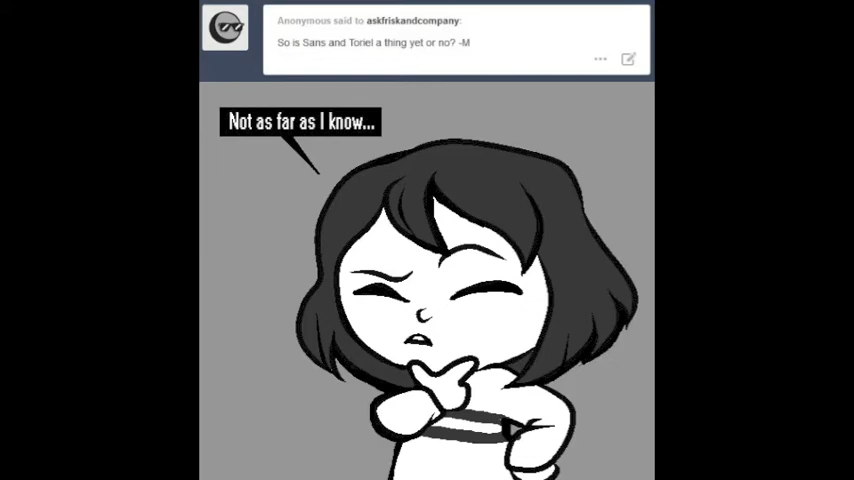 Anonymous said to askfriskandcompany:
So is Sans and Toriel a thing yet or no? -M
Not as far as I know...